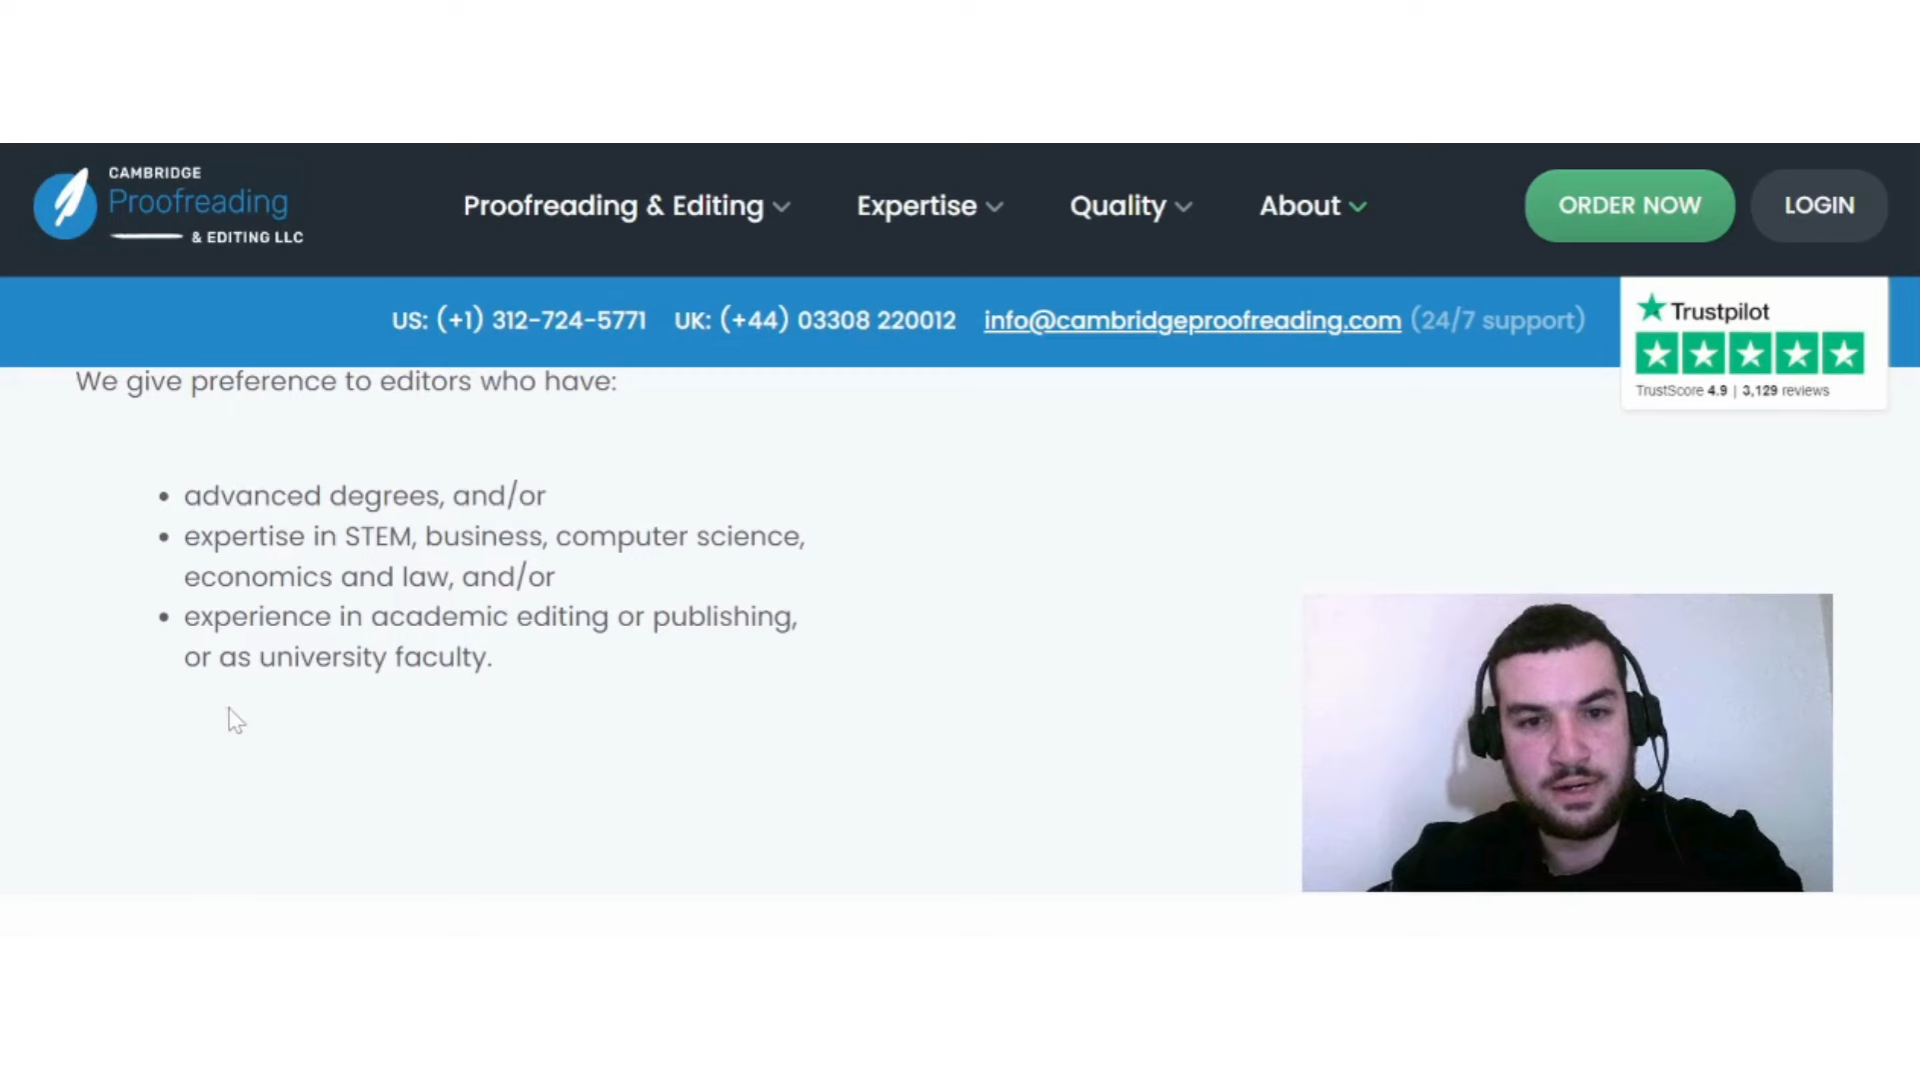 CAMBRIDGE
Proofreading
& EDITING LLC
Proofreading & Editing
Expertise
Quality
About
ORDER NOW
LOGIN
US: (+1) 312-724-5771 UK: (+44) 03308 220012 info@cambridgeproofreading.com (24/7 support)
Trustpilot
TrustScore 4.9 | 3,129 reviews
We give preference to editors who have:
• advanced degrees, and/or
• expertise in STEM, business, computer science,
economics and law, and/or
• experience in academic editing or publishing,
or as university faculty.